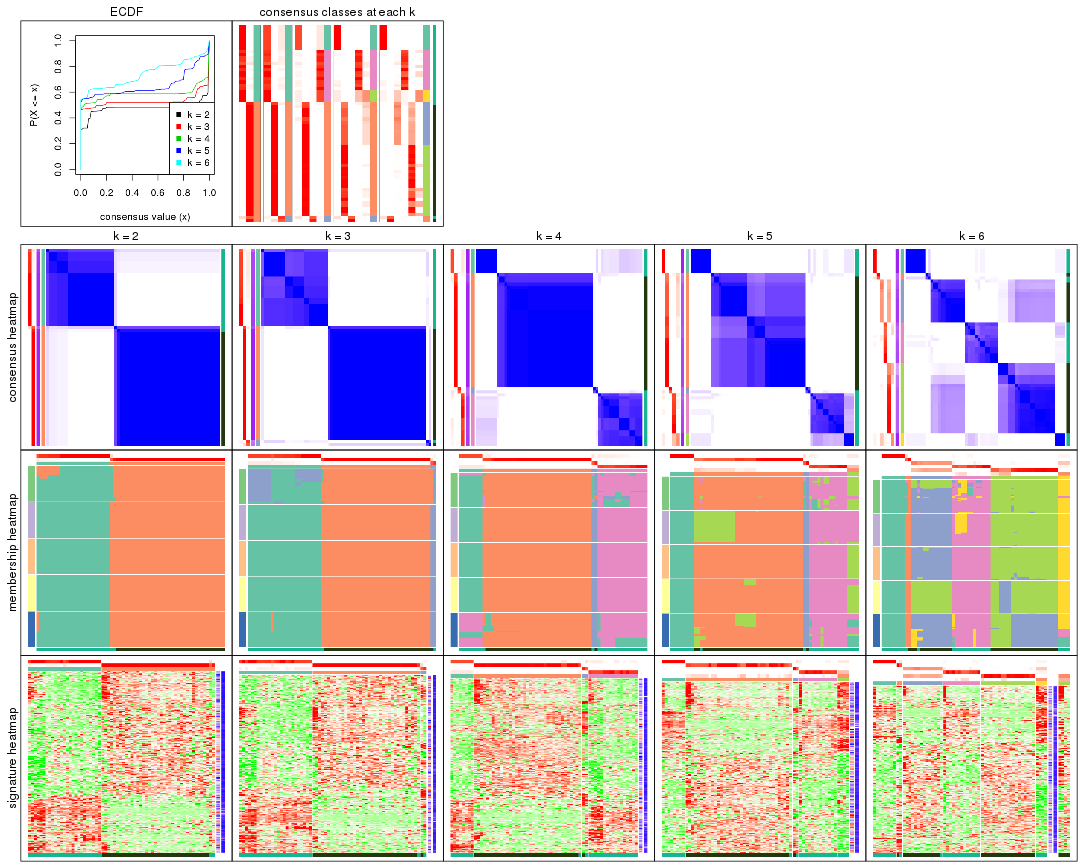 ECDF
consensus classes at each k
P(X <= x)
0.0 0.2 0.4 0.6 0.8 1.0
k = 2
k = 3
k = 4
k = 5
k = 6
0.0 0.2 0.4 0.6 0.8 1.0
consensus value (x)
k = 2
k = 3
k = 4
k = 5
k = 6
consensus heatmap
membership heatmap
signature heatmap